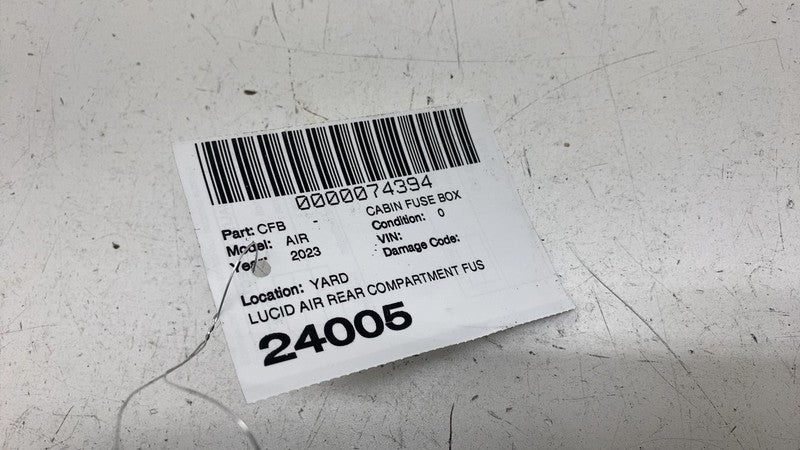 0000074394
Part: CFB - CABIN FUSE BOX
Model: AIR Condition: 0
Year: 2023 VIN:
Damage Code:
Location: YARD
LUCID AIR REAR COMPARTMENT FUS
24005